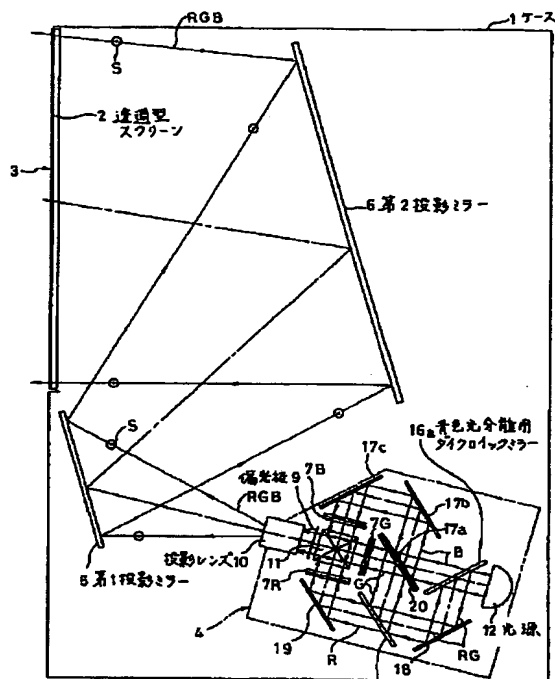 RGB
1 ケース
S
2 透過型
スクリーン
3
6 第2投影ミラー
S
16a 青色光分離用
ダイクロイックミラー
17c
偏光板 9
7B
17b
RGB
7G
17a
B
投影レンズ 10
11
5 第1投影ミラー
7R
G
20
12 光源
4
19
R
18
RG